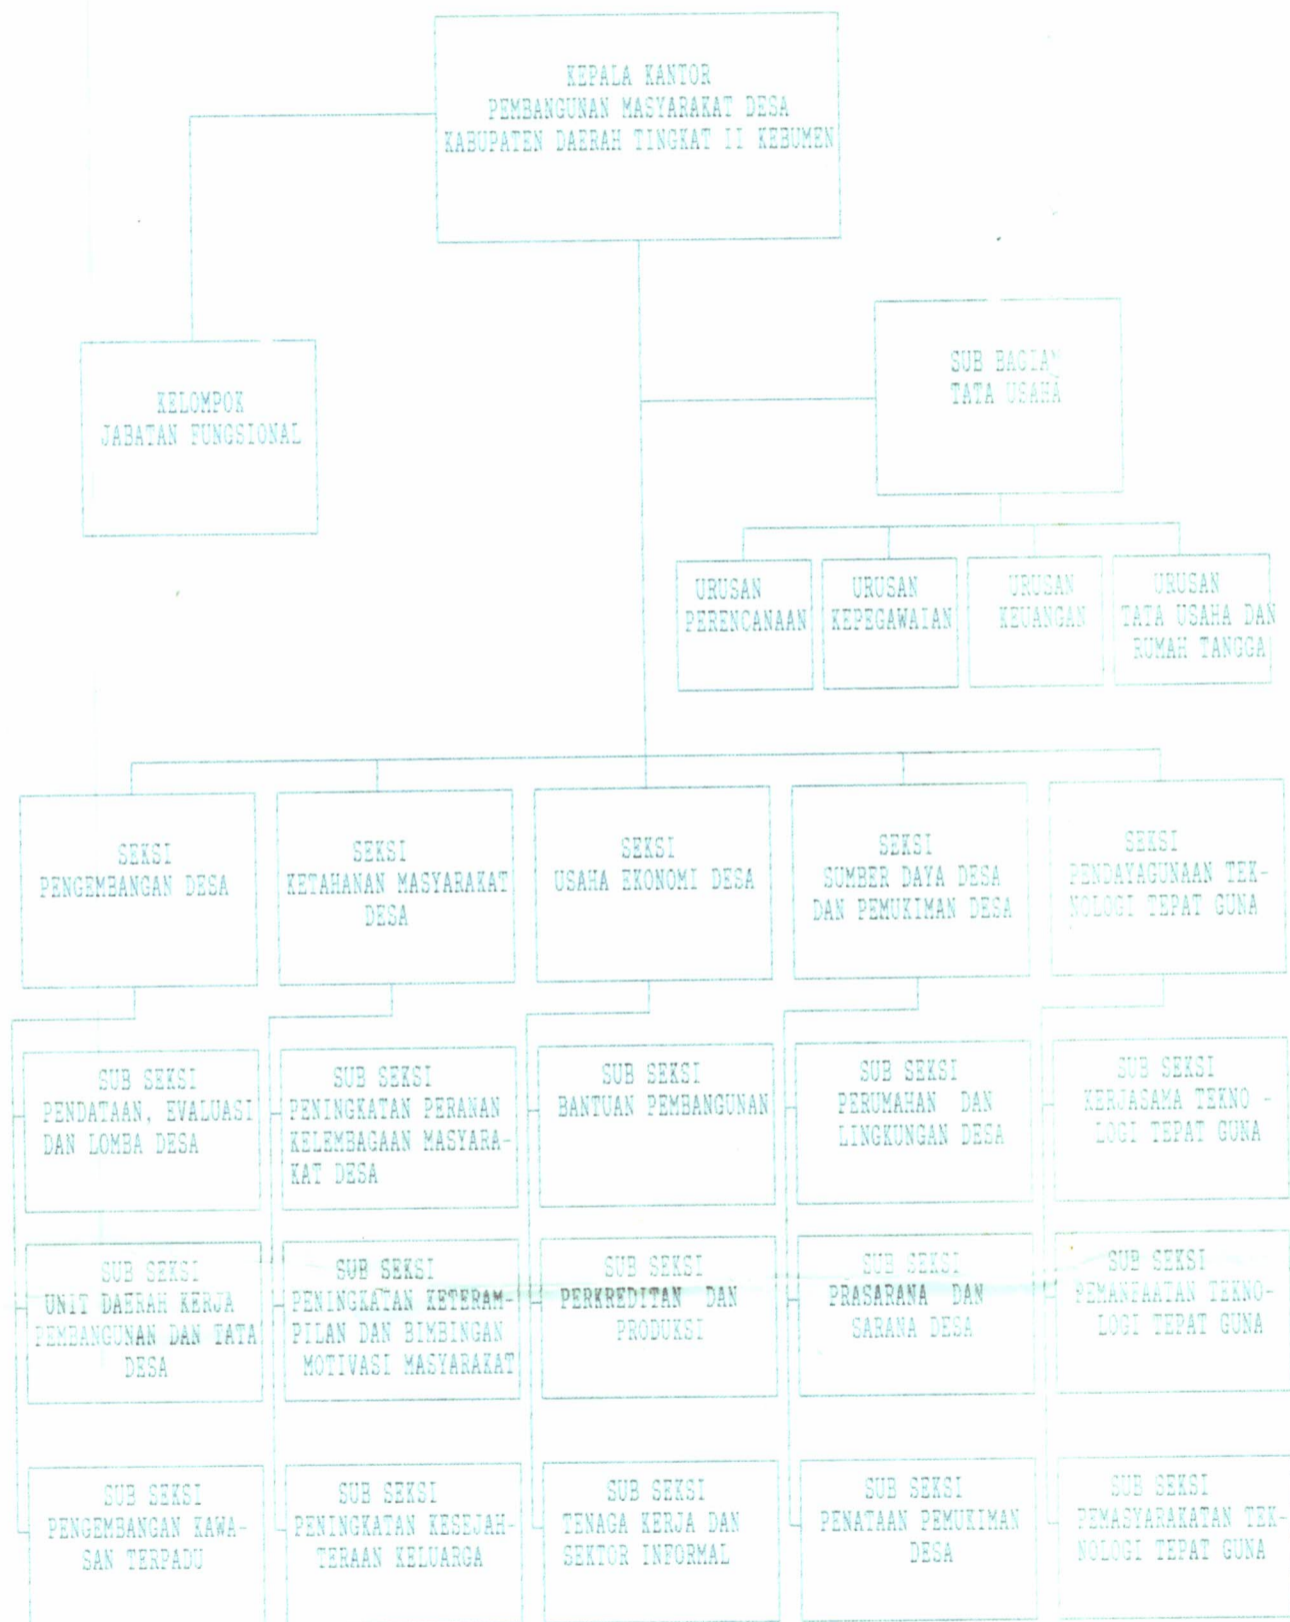 KEPALA KANTOR
PEMBANGUNAN MASYARAKAT DESA
KABUPATEN DAERAH TINGKAT II KEBUMEN
KELOMPOK
JABATAN FUNGSIONAL
SUB BAGIAN
TATA USAHA
URUSAN
PERENCANAAN
URUSAN
KEPEGAWAIAN
URUSAN
KEUANGAN
URUSAN
TATA USAHA DAN
RUMAH TANGGA
SEKSI
PENGEMBANGAN DESA
SEKSI
KETAHANAN MASYARAKAT
DESA
SEKSI
USAHA EKONOMI DESA
SEKSI
SUMBER DAYA DESA
DAN PEMUKIMAN DESA
SEKSI
PENDAYAGUNAAN TEK-
NOLOGI TEPAT GUNA
SUB SEKSI
PENDATAAN, EVALUASI
DAN LOMBA DESA
SUB SEKSI
PENINGKATAN PERANAN
KELEMBAGAAN MASYARA-
KAT DESA
SUB SEKSI
BANTUAN PEMBANGUNAN
SUB SEKSI
PERUMAHAN DAN
LINGKUNGAN DESA
SUB SEKSI
KERJASAMA TEKNO -
LOGI TEPAT GUNA
SUB SEKSI
UNIT DAERAH KERJA
PEMBANGUNAN DAN TATA
DESA
SUB SEKSI
PENINGKATAN KETERAM-
PILAN DAN BIMBINGAN
MOTIVASI MASYARAKAT
SUB SEKSI
PERKREDITAN DAN
PRODUKSI
SUB SEKSI
PRASARANA DAN
SARANA DESA
SUB SEKSI
PEMANFAATAN TEKNO-
LOGI TEPAT GUNA
SUB SEKSI
PENGEMBANGAN KAWA-
SAN TERPADU
SUB SEKSI
PENINGKATAN KESEJAH-
TERAAN KELUARGA
SUB SEKSI
TENAGA KERJA DAN
SEKTOR INFORMAL
SUB SEKSI
PENATAAN PEMUKIMAN
DESA
SUB SEKSI
PEMASYARAKATAN TEK-
NOLOGI TEPAT GUNA